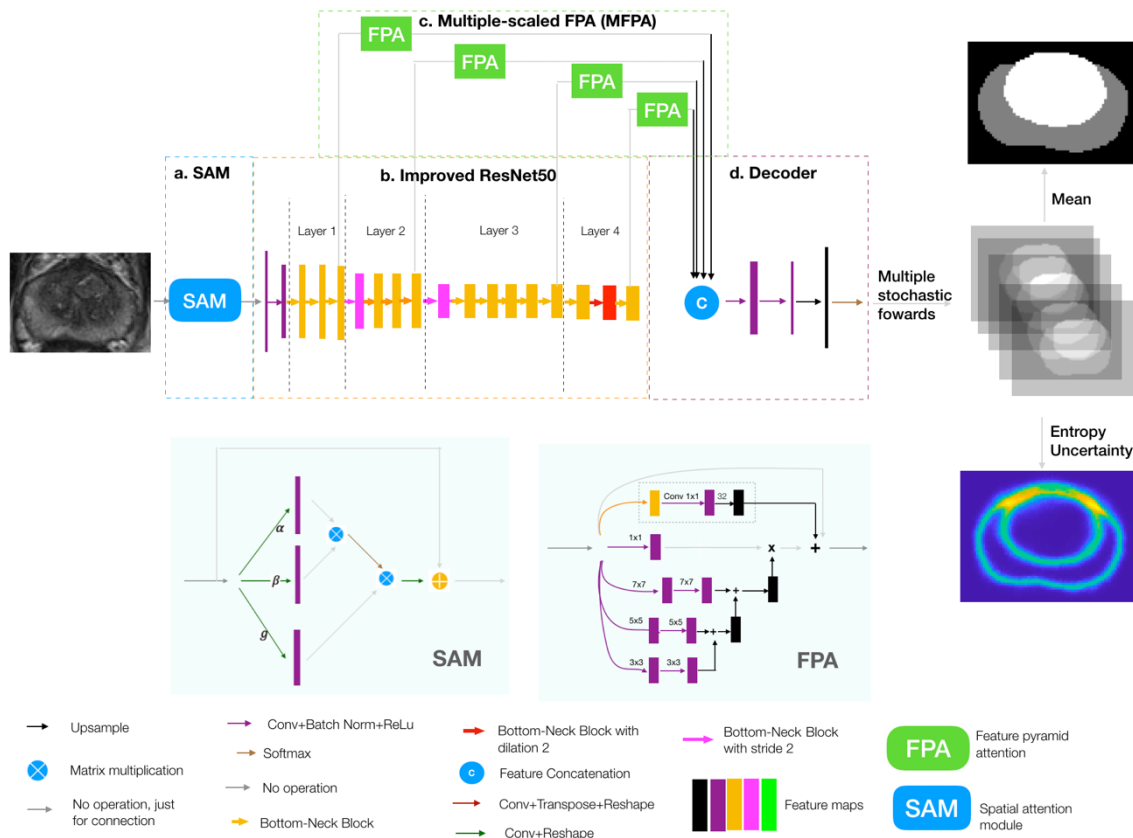 c. Multiple-scaled FPA (MFPA)
FPA
FPA
FPA
FPA
a. SAM
b. Improved ResNet50
d. Decoder
Layer 1
Layer 2
Layer 3
Layer 4
SAM
C
Multiple
stochastic
fowards
Mean
Entropy
Uncertainty
α
β
g
SAM
Conv 1x1
32
1x1
7x7
7x7
5x5
5x5
3x3
3x3
x
+
+
+
FPA
Upsample
Matrix multiplication
No operation, just
for connection
Conv+Batch Norm+ReLu
Softmax
No operation
Bottom-Neck Block
Bottom-Neck Block with
dilation 2
C
Feature Concatenation
Conv+Transpose+Reshape
Conv+Reshape
Bottom-Neck Block
with stride 2
Feature maps
FPA
Feature pyramid
attention
SAM
Spatial attention
module